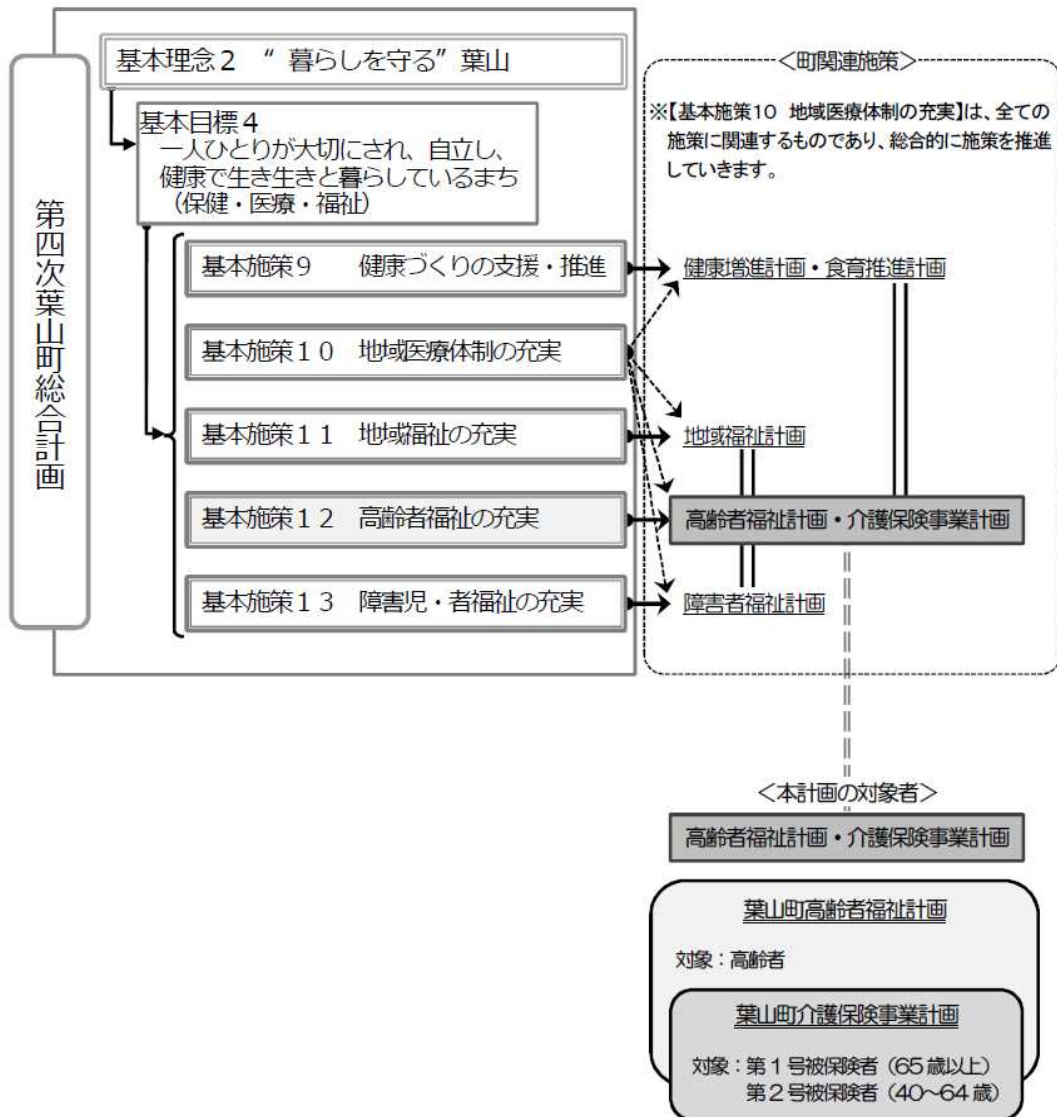 第四次葉山町総合計画
基本理念２　“ 暮らしを守る” 葉山
基本目標４
一人ひとりが大切にされ、自立し、
健康で生き生きと暮らしているまち
（保健・医療・福祉）
基本施策９　健康づくりの支援・推進
基本施策１０　地域医療体制の充実
基本施策１１　地域福祉の充実
基本施策１２　高齢者福祉の充実
基本施策１３　障害児・者福祉の充実
＜町関連施策＞
※【基本施策10　地域医療体制の充実】は、全ての
施策に関連するものであり、総合的に施策を推進
していきます。
健康増進計画・食育推進計画
地域福祉計画
高齢者福祉計画・介護保険事業計画
障害者福祉計画
＜本計画の対象者＞
高齢者福祉計画・介護保険事業計画
葉山町高齢者福祉計画
対象：高齢者
葉山町介護保険事業計画
対象：第１号被保険者（65歳以上）
第２号被保険者（40～64歳）